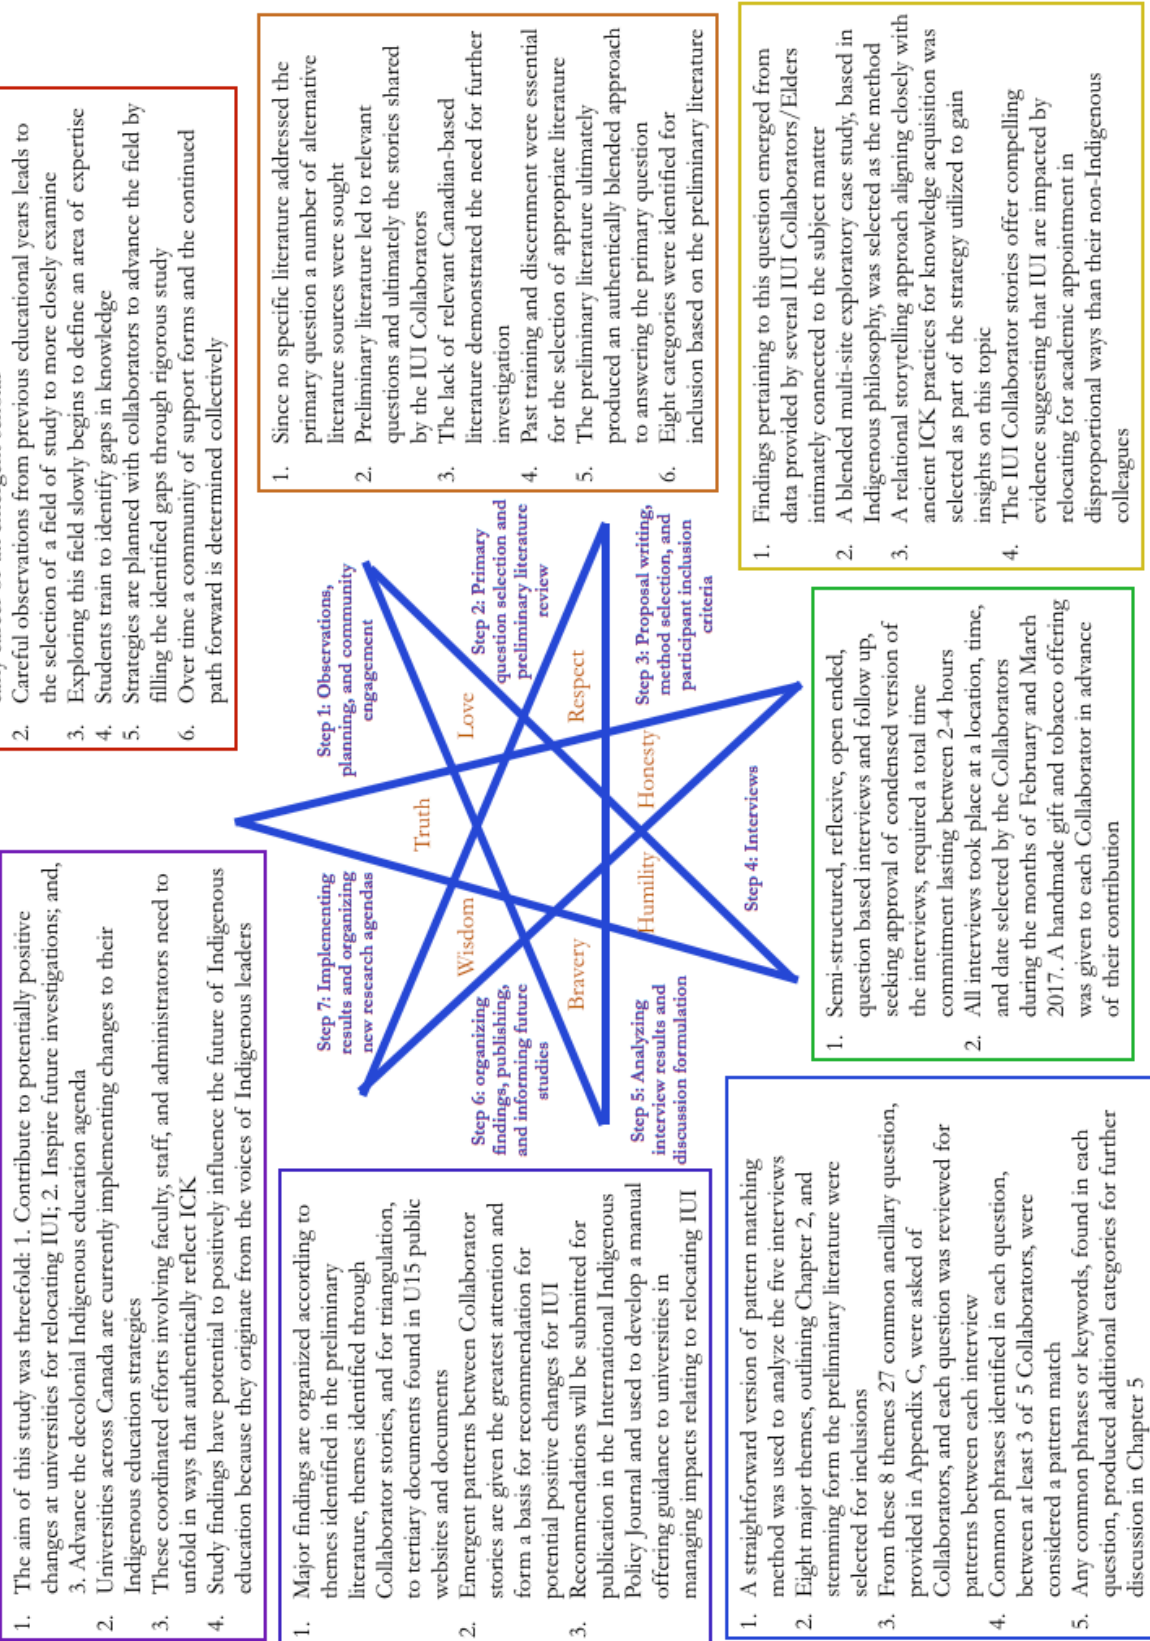 1. The aim of this study was threefold: 1. Contribute to potentially positive
changes at universities for relocating IUI; 2. Inspire future investigations; and,
3. Advance the decolonial Indigenous education agenda
2. Universities across Canada are currently implementing changes to their
Indigenous education strategies
3. These coordinated efforts involving faculty, staff, and administrators need to
unfold in ways that authentically reflect ICK
4. Study findings have potential to positively influence the future of Indigenous
education because they originate from the voices of Indigenous leaders
2. Careful observations from previous educational years leads to
the selection of a field of study to more closely examine
3. Exploring this field slowly begins to define an area of expertise
4. Students train to identify gaps in knowledge
5. Strategies are planned with collaborators to advance the field by
filling the identified gaps through rigorous study
6. Over time a community of support forms and the continued
path forward is determined collectively
1. Major findings are organized according to
themes identified in the preliminary
literature, themes identified through
Collaborator stories, and for triangulation,
to tertiary documents found in U15 public
websites and documents
2. Emergent patterns between Collaborator
stories are given the greatest attention and
form a basis for recommendation for
potential positive changes for IUI
3. Recommendations will be submitted for
publication in the International Indigenous
Policy Journal and used to develop a manual
offering guidance to universities in
managing impacts relating to relocating IUI
Step 7: Implementing
results and organizing
new research agendas
Step 1: Observations,
planning, and community
engagement
Truth
Wisdom
Love
Step 6: organizing
findings, publishing,
and informing future
studies
Step 2: Primary
question selection and
preliminary literature
review
Bravery
Respect
Humility
Honesty
Step 5: Analyzing
interview results and
discussion formulation
Step 3: Proposal writing,
method selection, and
participant inclusion
criteria
Step 4: Interviews
1. Since no specific literature addressed the
primary question a number of alternative
literature sources were sought
2. Preliminary literature led to relevant
questions and ultimately the stories shared
by the IUI Collaborators
3. The lack of relevant Canadian-based
literature demonstrated the need for further
investigation
4. Past training and discernment were essential
for the selection of appropriate literature
5. The preliminary literature ultimately
produced an authentically blended approach
to answering the primary question
6. Eight categories were identified for
inclusion based on the preliminary literature
1. A straightforward version of pattern matching
method was used to analyze the five interviews
2. Eight major themes, outlining Chapter 2, and
stemming form the preliminary literature were
selected for inclusions
3. From these 8 themes 27 common ancillary question,
provided in Appendix C, were asked of
Collaborators, and each question was reviewed for
patterns between each interview
4. Common phrases identified in each question,
between at least 3 of 5 Collaborators, were
considered a pattern match
5. Any common phrases or keywords, found in each
question, produced additional categories for further
discussion in Chapter 5
1. Semi-structured, reflexive, open ended,
question based interviews and follow up,
seeking approval of condensed version of
the interviews, required a total time
commitment lasting between 2-4 hours
2. All interviews took place at a location, time,
and date selected by the Collaborators
during the months of February and March
2017. A handmade gift and tobacco offering
was given to each Collaborator in advance
of their contribution
1. Findings pertaining to this question emerged from
data provided by several IUI Collaborators/Elders
intimately connected to the subject matter
2. A blended multi-site exploratory case study, based in
Indigenous philosophy, was selected as the method
3. A relational storytelling approach aligning closely with
ancient ICK practices for knowledge acquisition was
selected as part of the strategy utilized to gain
insights on this topic
4. The IUI Collaborator stories offer compelling
evidence suggesting that IUI are impacted by
relocating for academic appointment in
disproportional ways than their non-Indigenous
colleagues